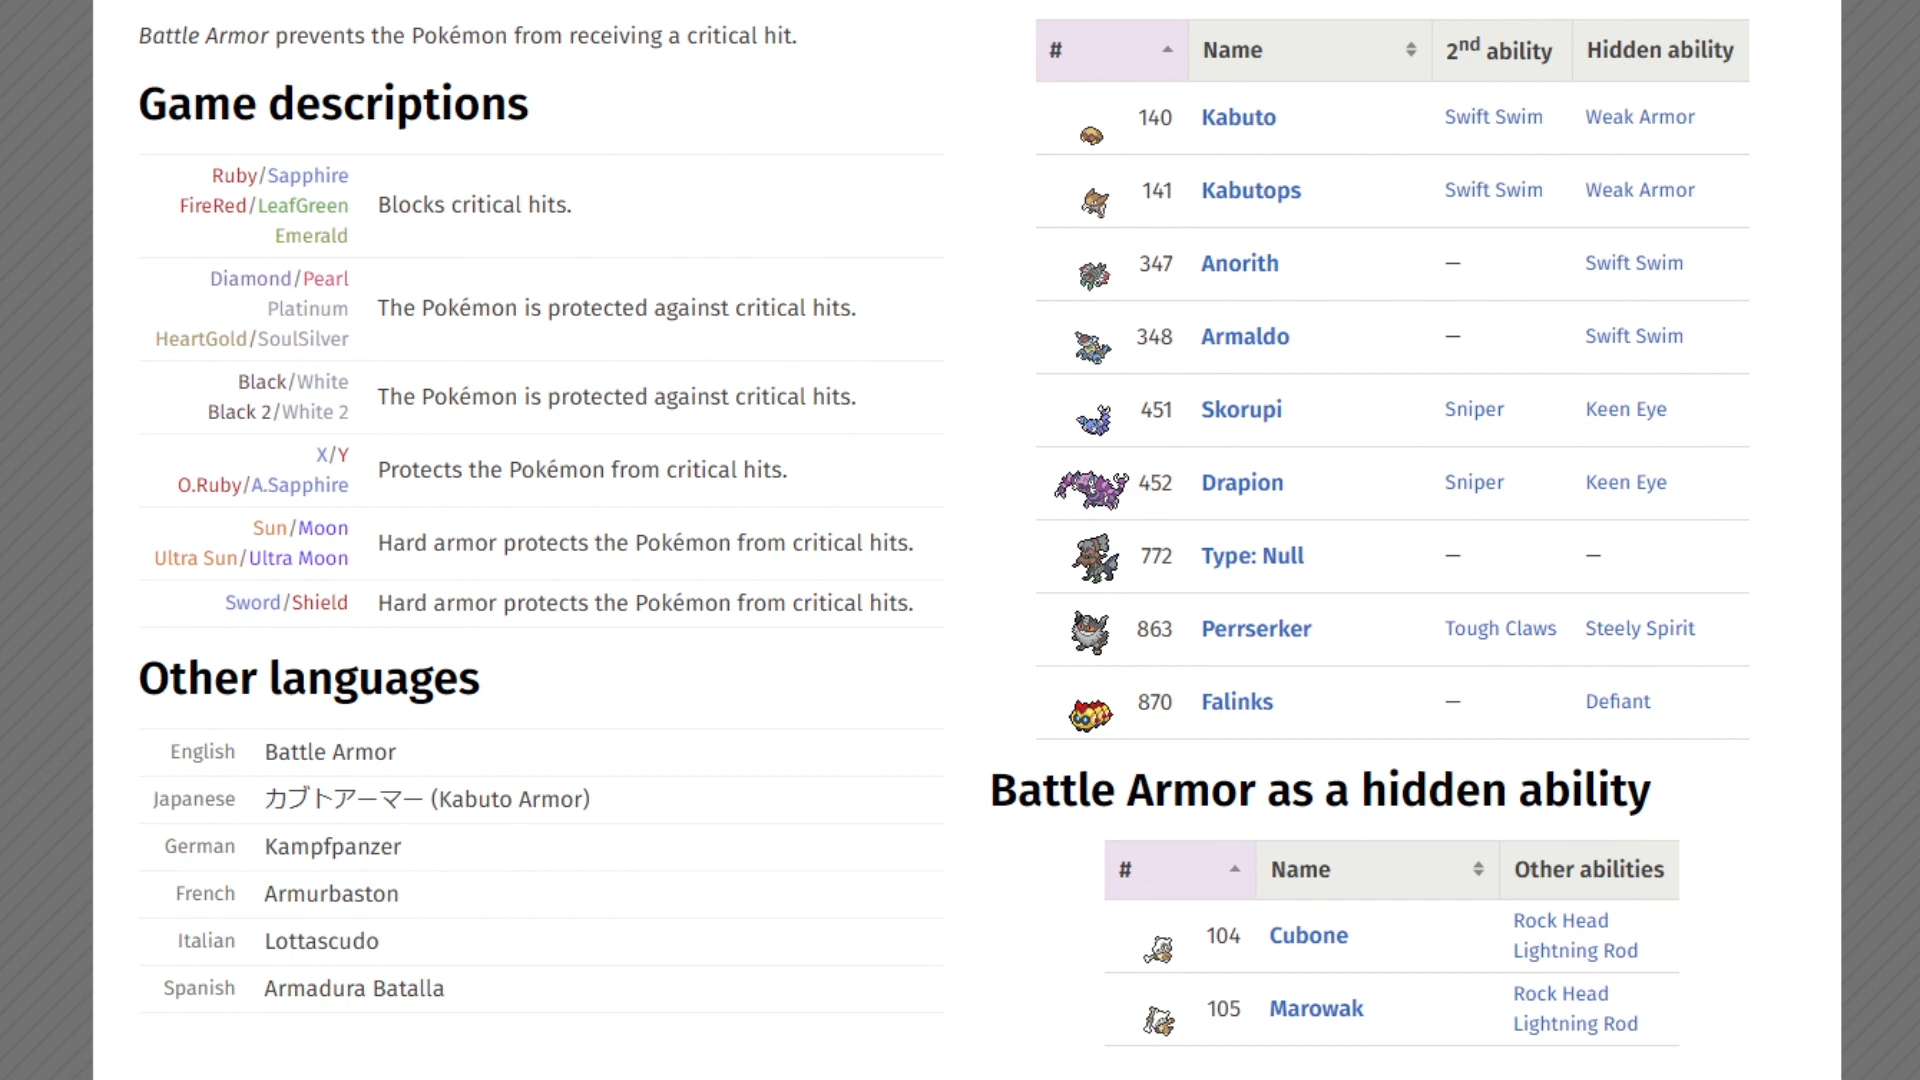 Battle Armor prevents the Pokémon from receiving a critical hit.
Game descriptions
Ruby/Sapphire
FireRed/LeafGreen
Emerald
Blocks critical hits.
Diamond/Pearl
Platinum
HeartGold/SoulSilver
The Pokémon is protected against critical hits.
Black/White
Black 2/White 2
The Pokémon is protected against critical hits.
X/Y
O.Ruby/A.Sapphire
Protects the Pokémon from critical hits.
Sun/Moon
Ultra Sun/Ultra Moon
Hard armor protects the Pokémon from critical hits.
Sword/Shield
Hard armor protects the Pokémon from critical hits.
Other languages
English Battle Armor
Japanese カブトアーマー (Kabuto Armor)
German Kampfpanzer
French Armurbaston
Italian Lottascudo
Spanish Armadura Batalla
# Name 2nd ability Hidden ability
140 Kabuto Swift Swim Weak Armor
141 Kabutops Swift Swim Weak Armor
347 Anorith — Swift Swim
348 Armaldo — Swift Swim
451 Skorupi Sniper Keen Eye
452 Drapion Sniper Keen Eye
772 Type: Null — —
863 Perrserker Tough Claws Steely Spirit
870 Falinks — Defiant
Battle Armor as a hidden ability
# Name Other abilities
104 Cubone Rock Head
Lightning Rod
105 Marowak Rock Head
Lightning Rod